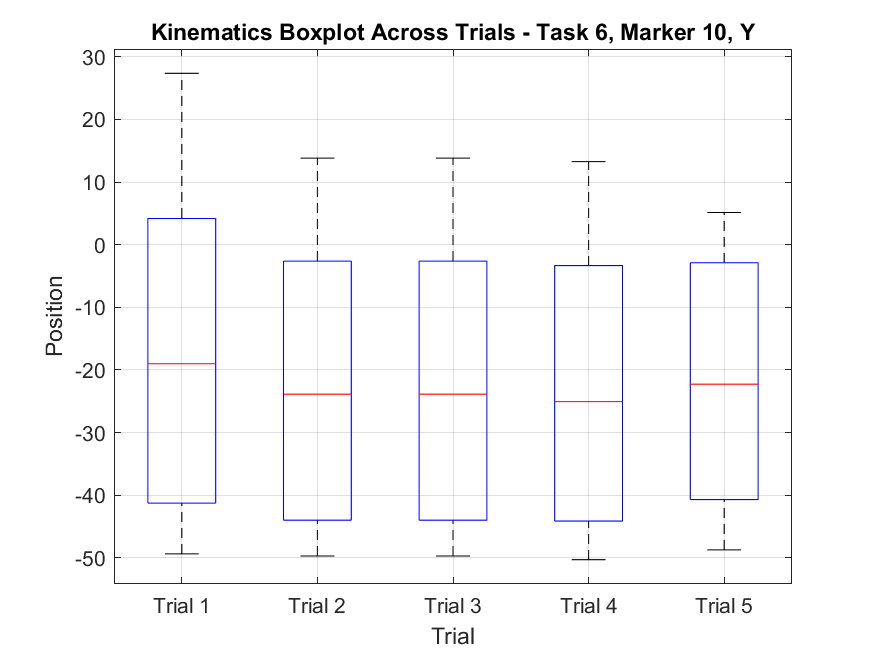 Kinematics Boxplot Across Trials - Task 6, Marker 10, Y
30
20
10
0
-10
-20
-30
-40
-50
Position
Trial 1 Trial 2 Trial 3 Trial 4 Trial 5
Trial